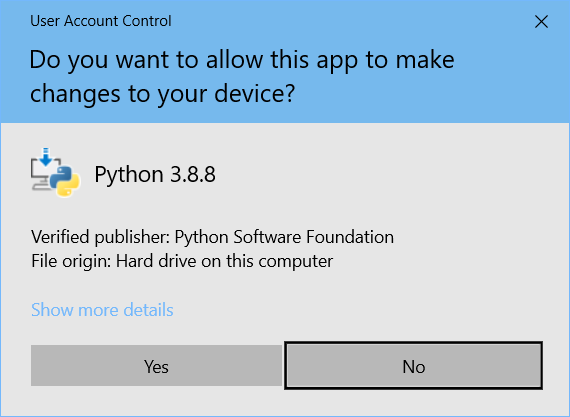 User Account Control
Do you want to allow this app to make
changes to your device?
Python 3.8.8
Verified publisher: Python Software Foundation
File origin: Hard drive on this computer
Show more details
Yes
No